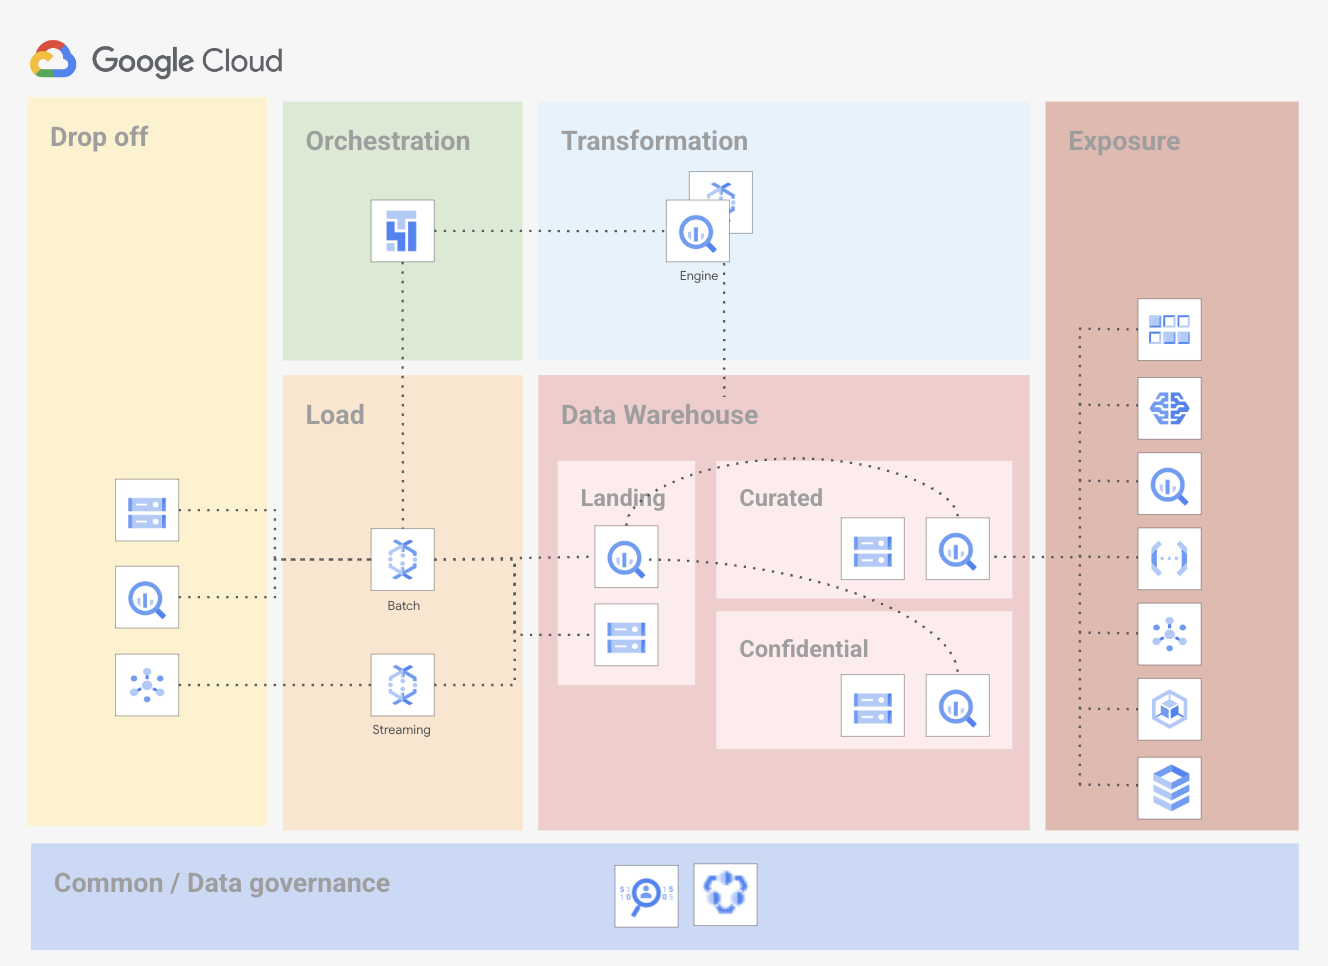 Google Cloud
Drop off
Orchestration
Transformation
Exposure
Engine
Load
Data Warehouse
Landing
Curated
Batch
Confidential
Streaming
Common / Data governance